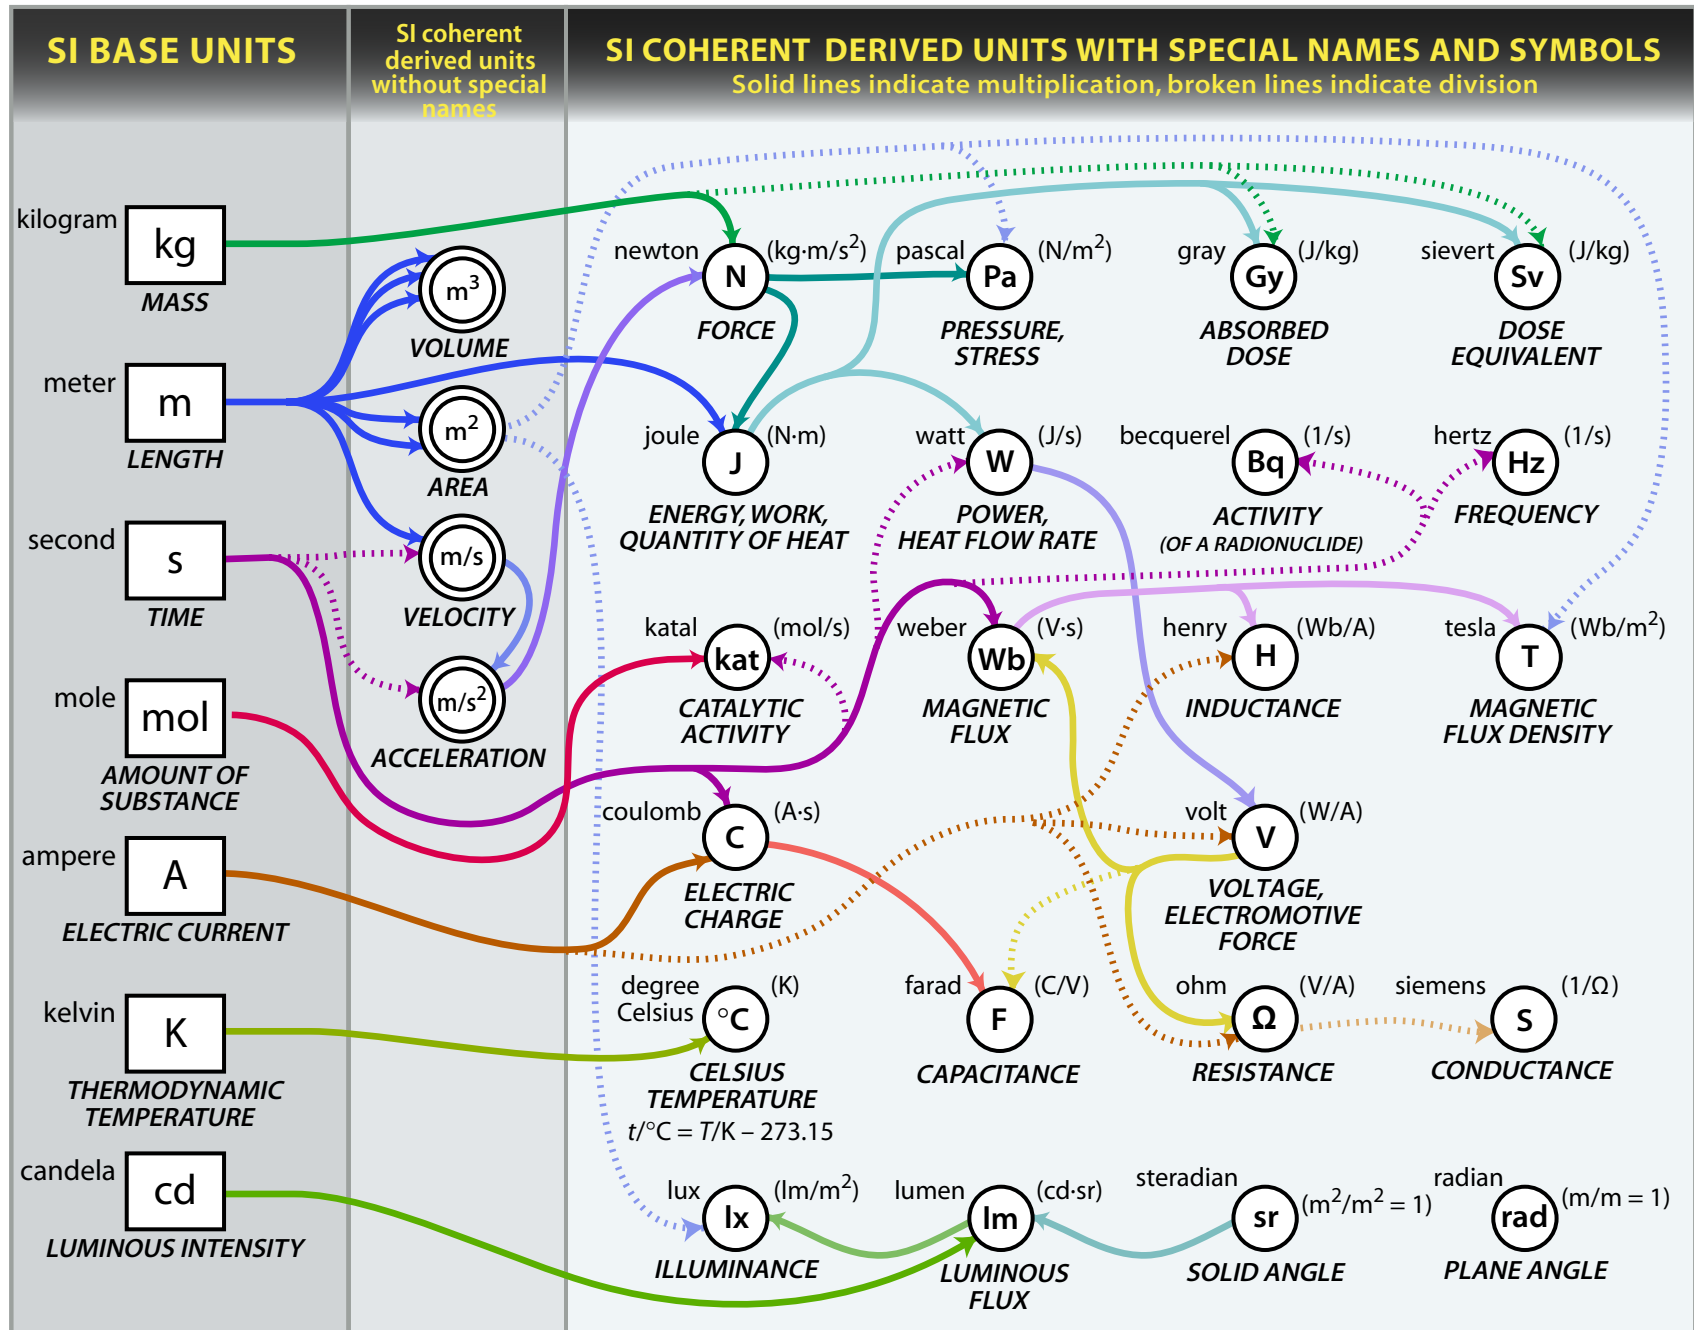 SI BASE UNITS
SI coherent
derived units
without special
names
SI COHERENT DERIVED UNITS WITH SPECIAL NAMES AND SYMBOLS
Solid lines indicate multiplication, broken lines indicate division
kilogram
kg
MASS
meter
m
LENGTH
second
s
TIME
mole
mol
AMOUNT OF
SUBSTANCE
ampere
A
ELECTRIC CURRENT
kelvin
K
THERMODYNAMIC
TEMPERATURE
candela
cd
LUMINOUS INTENSITY
m³
VOLUME
m²
AREA
m/s
VELOCITY
m/s²
ACCELERATION
newton
N
(kg·m/s²)
FORCE
pascal
Pa
(N/m²)
PRESSURE,
STRESS
gray
Gy
(J/kg)
ABSORBED
DOSE
sievert
Sv
(J/kg)
DOSE
EQUIVALENT
joule
J
(N·m)
ENERGY, WORK,
QUANTITY OF HEAT
watt
W
(J/s)
POWER,
HEAT FLOW RATE
becquerel
Bq
(1/s)
ACTIVITY
(OF A RADIONUCLIDE)
hertz
Hz
(1/s)
FREQUENCY
katal
kat
(mol/s)
CATALYTIC
ACTIVITY
weber
Wb
(V·s)
MAGNETIC
FLUX
henry
H
(Wb/A)
INDUCTANCE
tesla
T
(Wb/m²)
MAGNETIC
FLUX DENSITY
coulomb
C
(A·s)
ELECTRIC
CHARGE
volt
V
(W/A)
VOLTAGE,
ELECTROMOTIVE
FORCE
degree
Celsius
°C
(K)
CELSIUS
TEMPERATURE
t/°C = T/K – 273.15
farad
F
(C/V)
CAPACITANCE
ohm
Ω
(V/A)
RESISTANCE
siemens
S
(1/Ω)
CONDUCTANCE
lux
lx
(lm/m²)
ILLUMINANCE
lumen
lm
(cd·sr)
LUMINOUS
FLUX
steradian
sr
(m²/m² = 1)
SOLID ANGLE
radian
rad
(m/m = 1)
PLANE ANGLE